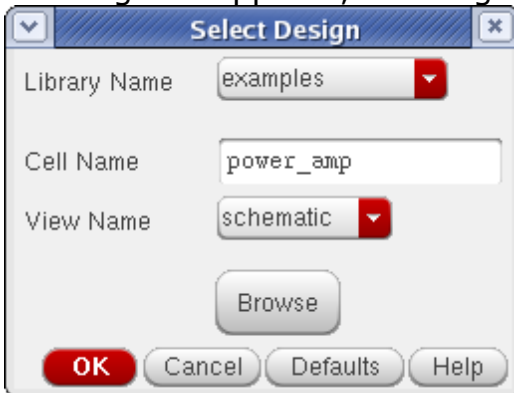 Select Design
Library Name examples
Cell Name power_amp
View Name schematic
Browse
OK Cancel Defaults Help